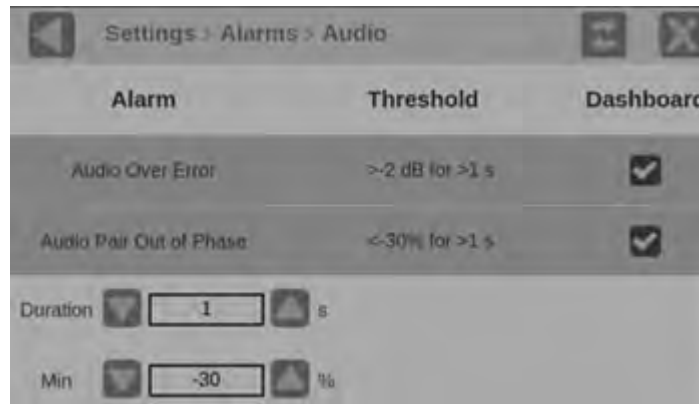 Settings > Alarms > Audio
Alarm Threshold Dashboard
Audio Over Error >-2 dB for >1 s
Audio Pair Out of Phase <-30% for >1 s
Duration 1 s
Min -30 %